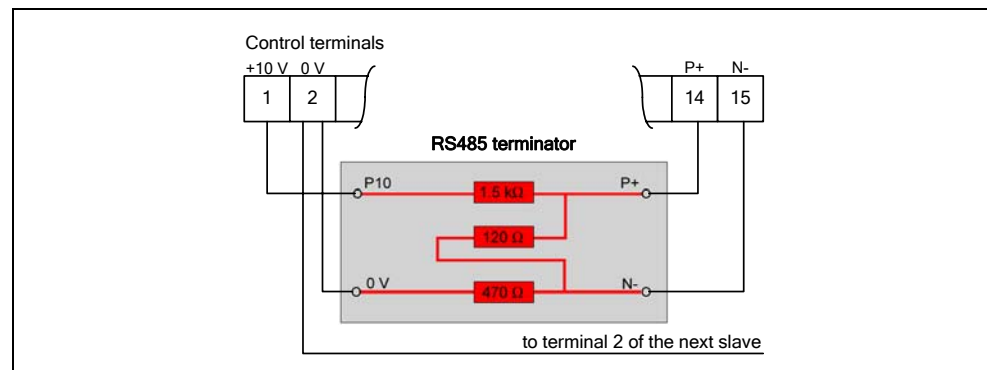 Control terminals
+10 V 0 V P+ N-
1 2 14 15
RS485 terminator
P10 1.5 kΩ P+
120 Ω
0 V 470 Ω N-
to terminal 2 of the next slave